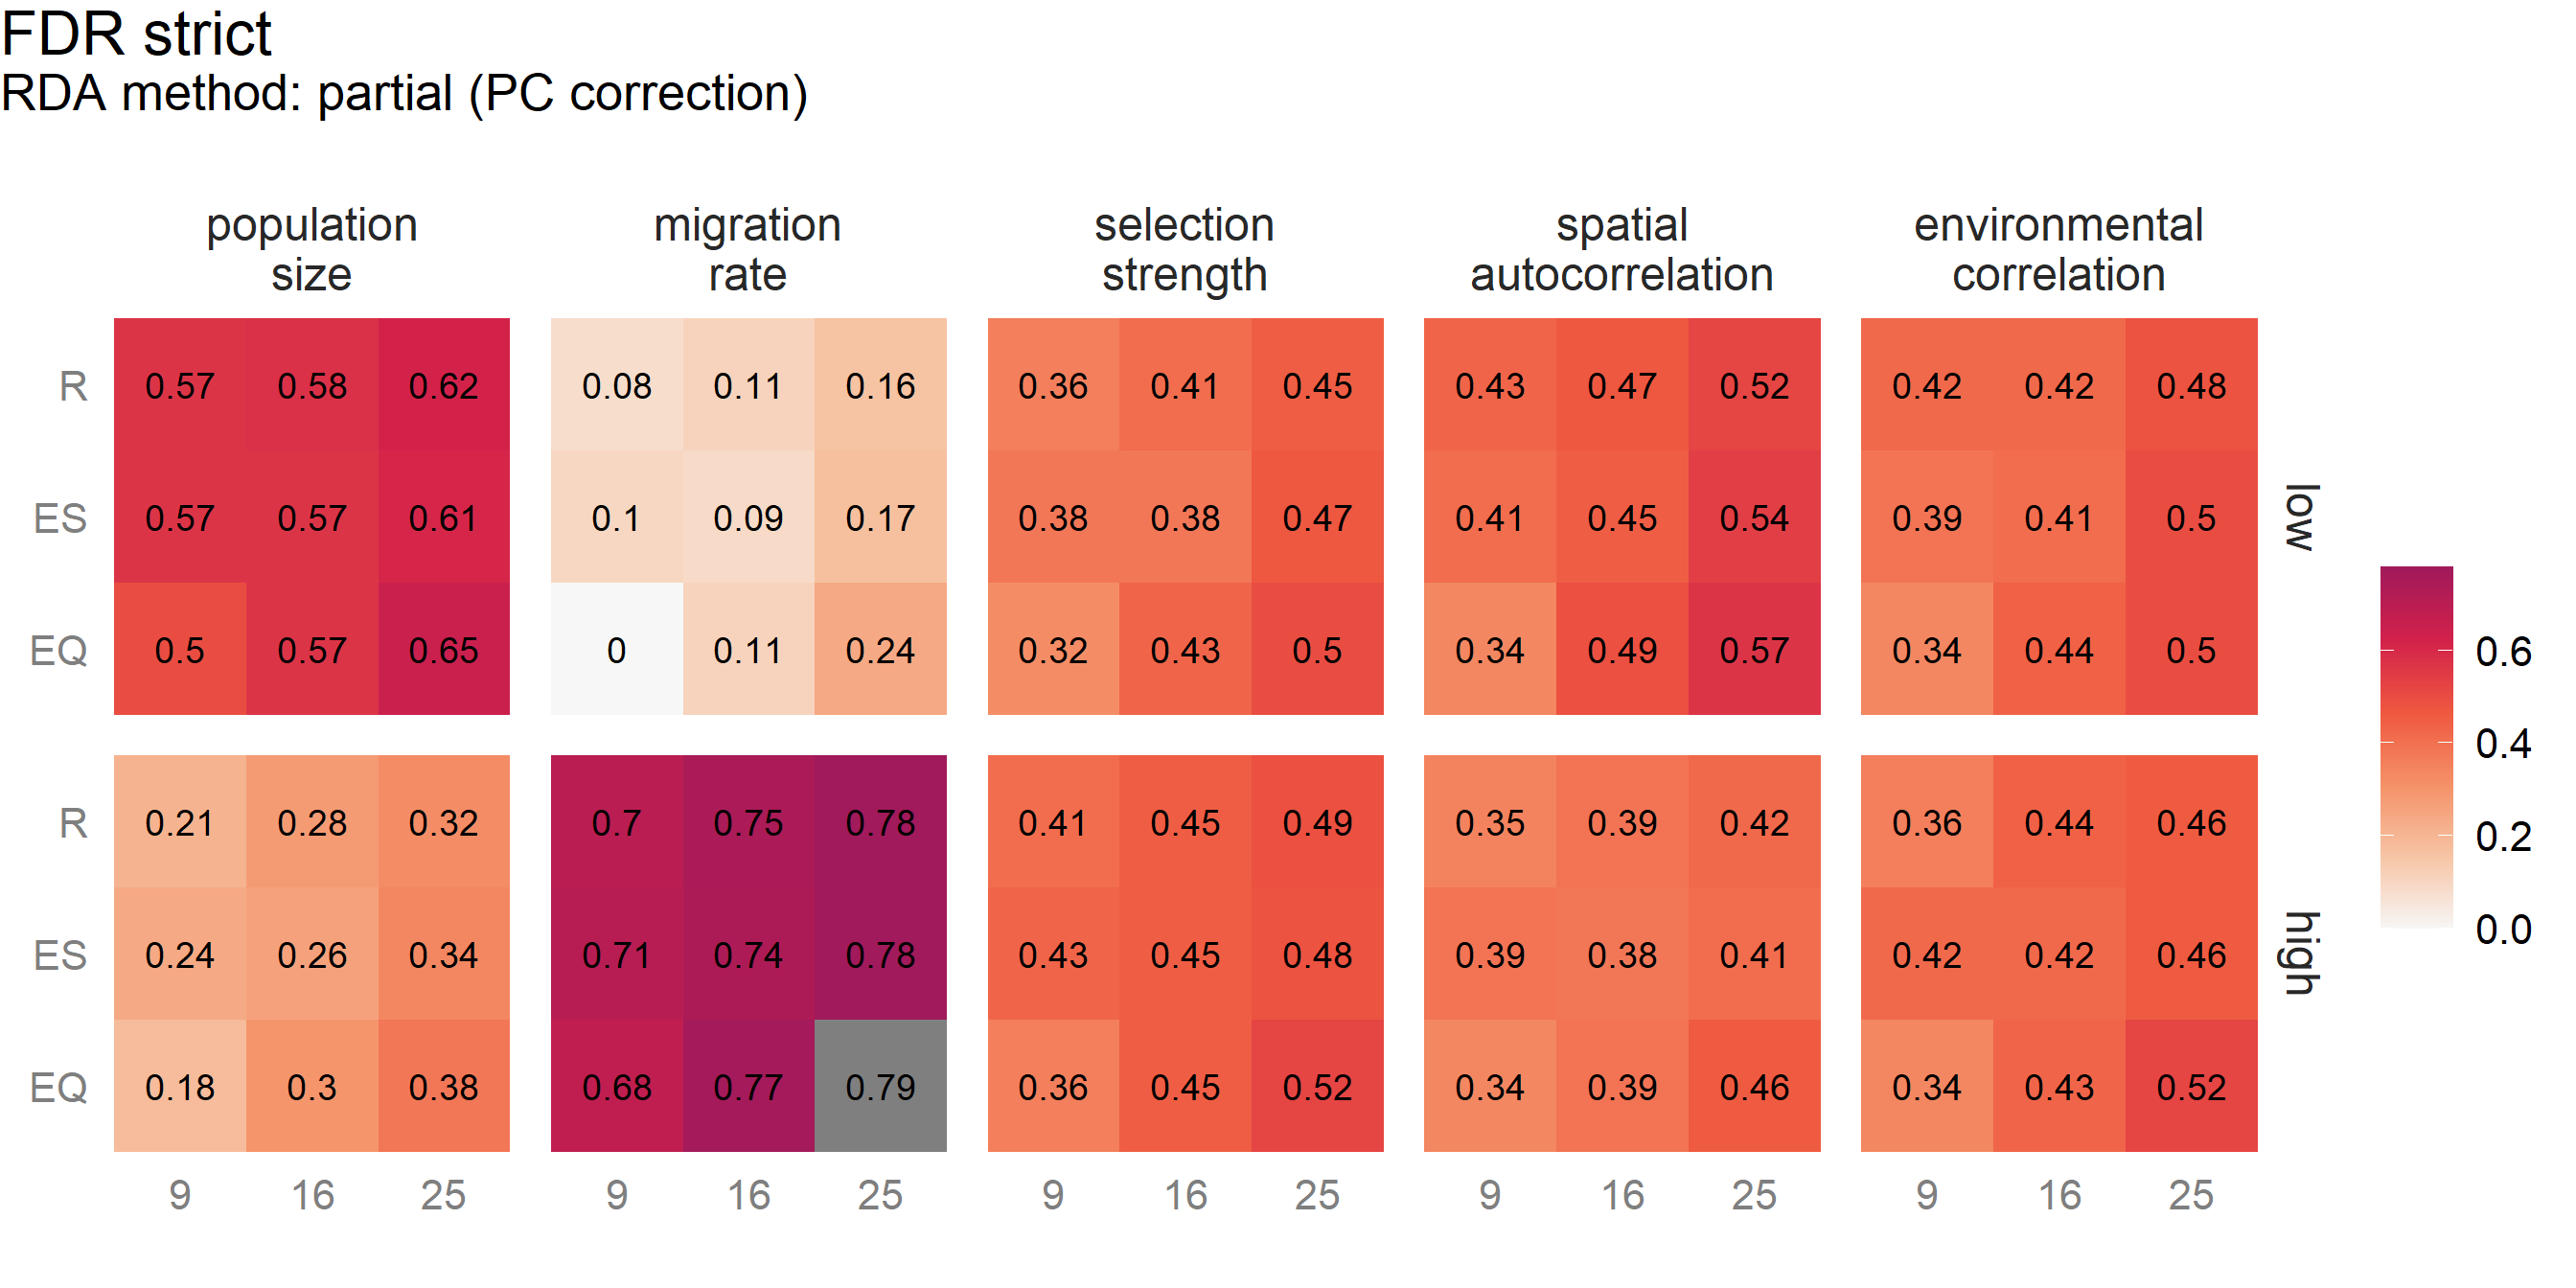 FDR strict
RDA method: partial (PC correction)
population
size
migration
rate
selection
strength
spatial
autocorrelation
environmental
correlation
R 0.57 0.58 0.62 0.08 0.11 0.16 0.36 0.41 0.45 0.43 0.47 0.52 0.42 0.42 0.48
ES 0.57 0.57 0.61 0.1 0.09 0.17 0.38 0.38 0.47 0.41 0.45 0.54 0.39 0.41 0.5
EQ 0.5 0.57 0.65 0 0.11 0.24 0.32 0.43 0.5 0.34 0.49 0.57 0.34 0.44 0.5
low
R 0.21 0.28 0.32 0.7 0.75 0.78 0.41 0.45 0.49 0.35 0.39 0.42 0.36 0.44 0.46
ES 0.24 0.26 0.34 0.71 0.74 0.78 0.43 0.45 0.48 0.39 0.38 0.41 0.42 0.42 0.46
EQ 0.18 0.3 0.38 0.68 0.77 0.79 0.36 0.45 0.52 0.34 0.39 0.46 0.34 0.43 0.52
high
9 16 25 9 16 25 9 16 25 9 16 25 9 16 25
0.6
0.4
0.2
0.0